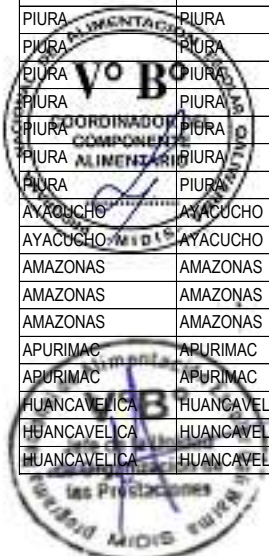 PIURA PIURA
PIURA PIURA
PIURA PIURA
PIURA PIURA
PIURA PIURA
PIURA PIURA
PIURA PIURA
AYACUCHO AYACUCHO
AYACUCHO AYACUCHO
AMAZONAS AMAZONAS
AMAZONAS AMAZONAS
AMAZONAS AMAZONAS
APURIMAC APURIMAC
APURIMAC APURIMAC
HUANCAVELICA HUANCAVEL
HUANCAVELICA HUANCAVEL
HUANCAVELICA HUANCAVEL
V° B°
COORDINADOR DEL
COMPONENTE
ALIMENTARIO
MIDIS
las Prestaciones
MIDIS